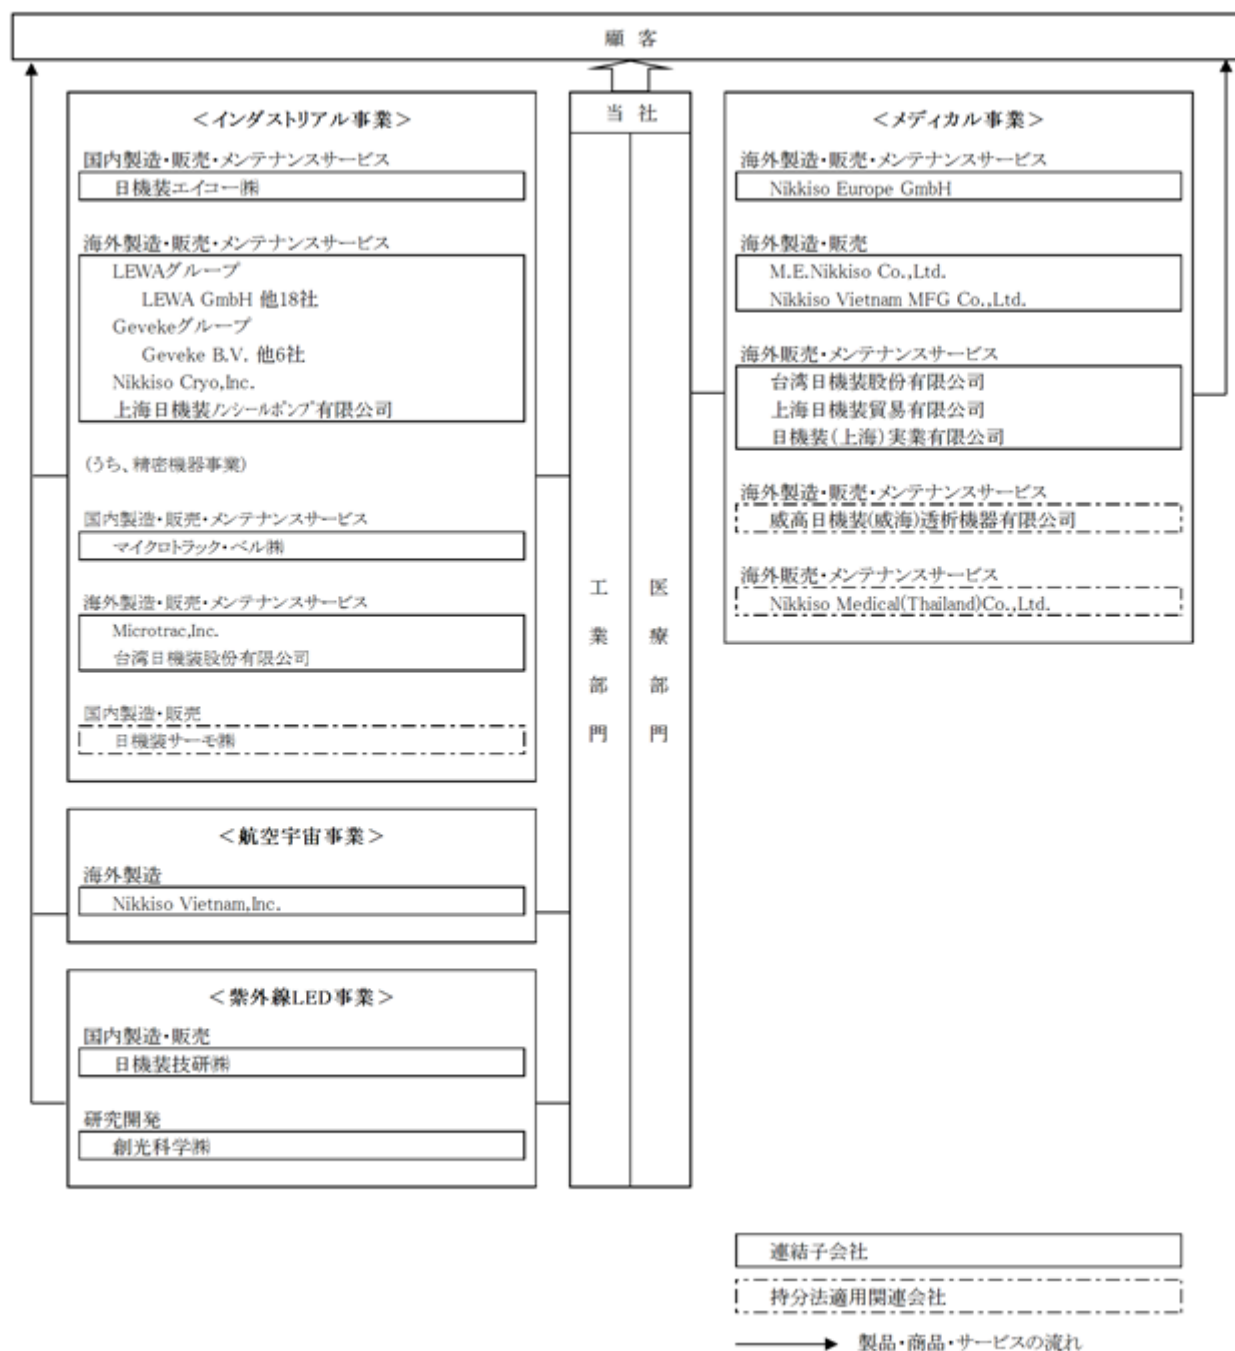 顧 客
＜インダストリアル事業＞
国内製造・販売・メンテナンスサービス
日機装エイコー㈱
海外製造・販売・メンテナンスサービス
LEWAグループ
LEWA GmbH 他18社
Gevekeグループ
Geveke B.V. 他6社
Nikkiso Cryo,Inc.
上海日機装ノンシールポンプ有限公司
(うち、精密機器事業)
国内製造・販売・メンテナンスサービス
マイクロトラック・ベル㈱
海外製造・販売・メンテナンスサービス
Microtrac,Inc.
台湾日機装股份有限公司
国内製造・販売
日機装サーモ㈱
＜航空宇宙事業＞
海外製造
Nikkiso Vietnam,Inc.
＜紫外線LED事業＞
国内製造・販売
日機装技研㈱
研究開発
創光科学㈱
当 社
工業部門
医療部門
＜メディカル事業＞
海外製造・販売・メンテナンスサービス
Nikkiso Europe GmbH
海外製造・販売
M.E.Nikkiso Co.,Ltd.
Nikkiso Vietnam MFG Co.,Ltd.
海外販売・メンテナンスサービス
台湾日機装股份有限公司
上海日機装貿易有限公司
日機装(上海)実業有限公司
海外製造・販売・メンテナンスサービス
威高日機装(威海)透析機器有限公司
海外販売・メンテナンスサービス
Nikkiso Medical(Thailand)Co.,Ltd.
連結子会社
持分法適用関連会社
製品・商品・サービスの流れ